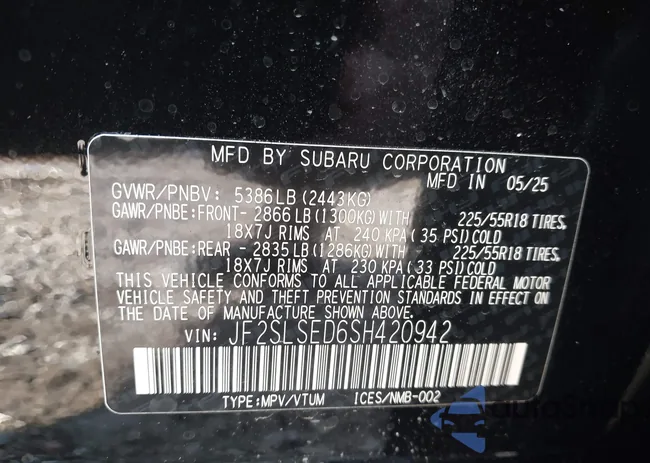 MFD BY SUBARU CORPORATION
MFD IN 05/25
GVWR/PNBV: 5386LB (2443KG)
GAWR/PNBE:FRONT- 2866 LB (1300KG) WITH 225/55R18 TIRES,
18X7J RIMS AT 240 KPA (35 PSI) COLD
GAWR/PNBE:REAR - 2835 LB (1286KG) WITH 225/55R18 TIRES,
18X7J RIMS AT 230 KPA (33 PSI) COLD
THIS VEHICLE CONFORMS TO ALL APPLICABLE FEDERAL MOTOR
VEHICLE SAFETY AND THEFT PREVENTION STANDARDS IN EFFECT ON
THE DATE OF MANUFACTURE SHOWN ABOVE.
VIN: JF2SLSED6SH420942
TYPE:MPV/VTUM ICES/NMB-002